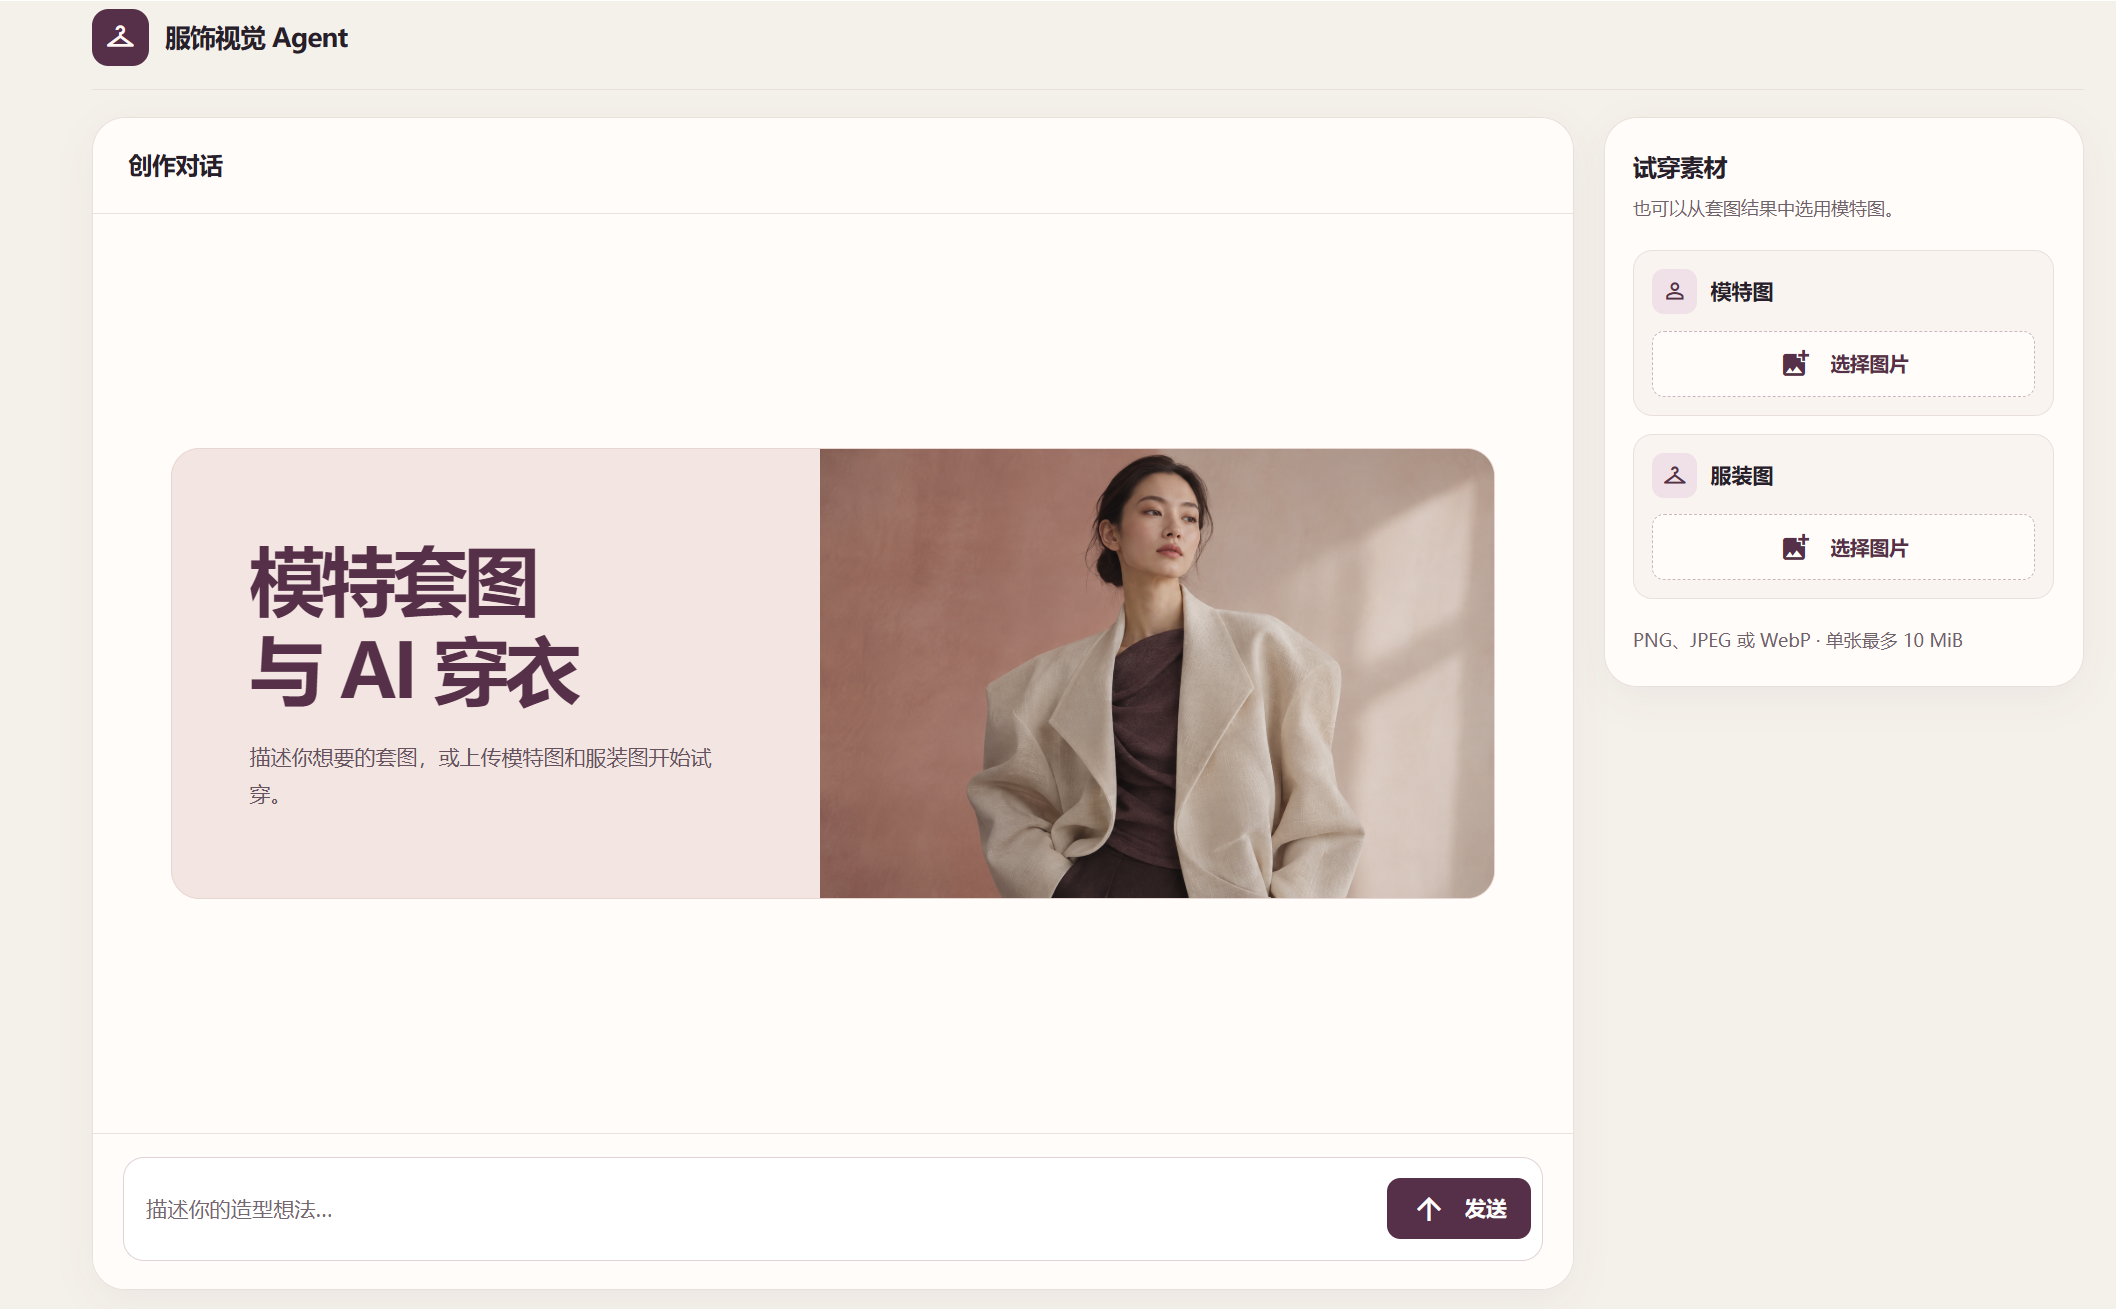 服饰视觉 Agent
创作对话
模特套图
与 AI 穿衣
描述你想要的套图，或上传模特图和服装图开始试
穿。
描述你的造型想法...
发送
试穿素材
也可以从套图结果中选用模特图。
模特图
选择图片
服装图
选择图片
PNG、JPEG 或 WebP · 单张最多 10 MiB